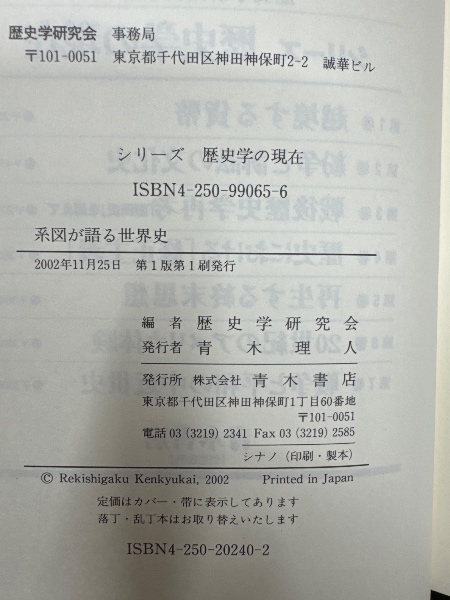 歴史学研究会 事務局
〒101-0051 東京都千代田区神田神保町2-2 誠華ビル
シリーズ 歴史学の現在
ISBN4-250-99065-6
系図が語る世界史
2002年11月25日 第1版第1刷発行
編者 歴史学研究会
発行者 青木理人
発行所 株式会社 青木書店
東京都千代田区神田神保町1丁目60番地
〒101-0051
電話 03 (3219) 2341 Fax 03 (3219) 2585
シナノ (印刷・製本)
© Rekishigaku Kenkyukai, 2002 Printed in Japan
定価はカバー・帯に表示してあります
落丁・乱丁本はお取り替えいたします
ISBN4-250-20240-2